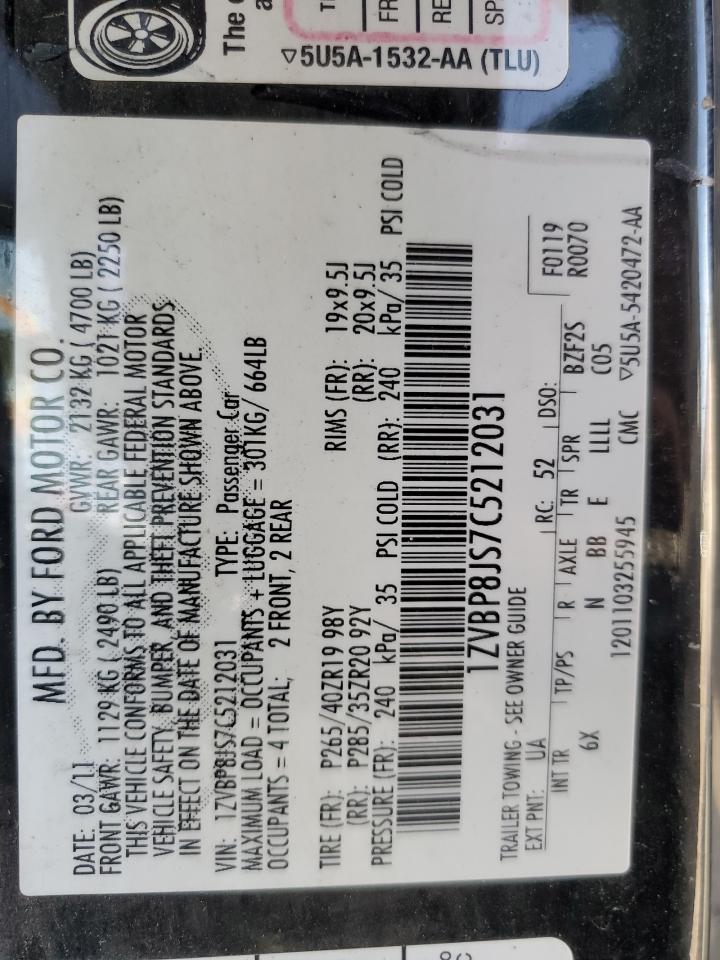 The
▽5U5A-1532-AA (TLU)
MFD. BY FORD MOTOR CO.
DATE: 03/11 GVWR: 2132 KG ( 4700 LB)
FRONT GAWR: 1129 KG ( 2490 LB) REAR GAWR: 1021 KG ( 2250 LB)
THIS VEHICLE CONFORMS TO ALL APPLICABLE FEDERAL MOTOR
VEHICLE SAFETY, BUMPER, AND THEFT PREVENTION STANDARDS
IN EFFECT ON THE DATE OF MANUFACTURE SHOWN ABOVE.
VIN: 1ZVBP8JS7C5212031 TYPE: Passenger Car
MAXIMUM LOAD = OCCUPANTS + LUGGAGE = 301KG/ 664LB
OCCUPANTS = 4 TOTAL; 2 FRONT, 2 REAR
TIRE (FR): P265/40ZR19 98Y RIMS (FR): 19x9.5J
(RR): P285/35ZR20 92Y (RR): 20x9.5J
PRESSURE (FR): 240 kPa/ 35 PSI COLD (RR): 240 kPa/ 35 PSI COLD
1ZVBP8JS7C5212031
TRAILER TOWING - SEE OWNER GUIDE
EXT PNT: UA RC: 52 DSO: F0119
R0070
INT TR TP/PS R AXLE TR SPR BZF2S
6X N BB E LLLL C05
1201103255945 CMC ▽5U5A-5420472-AA